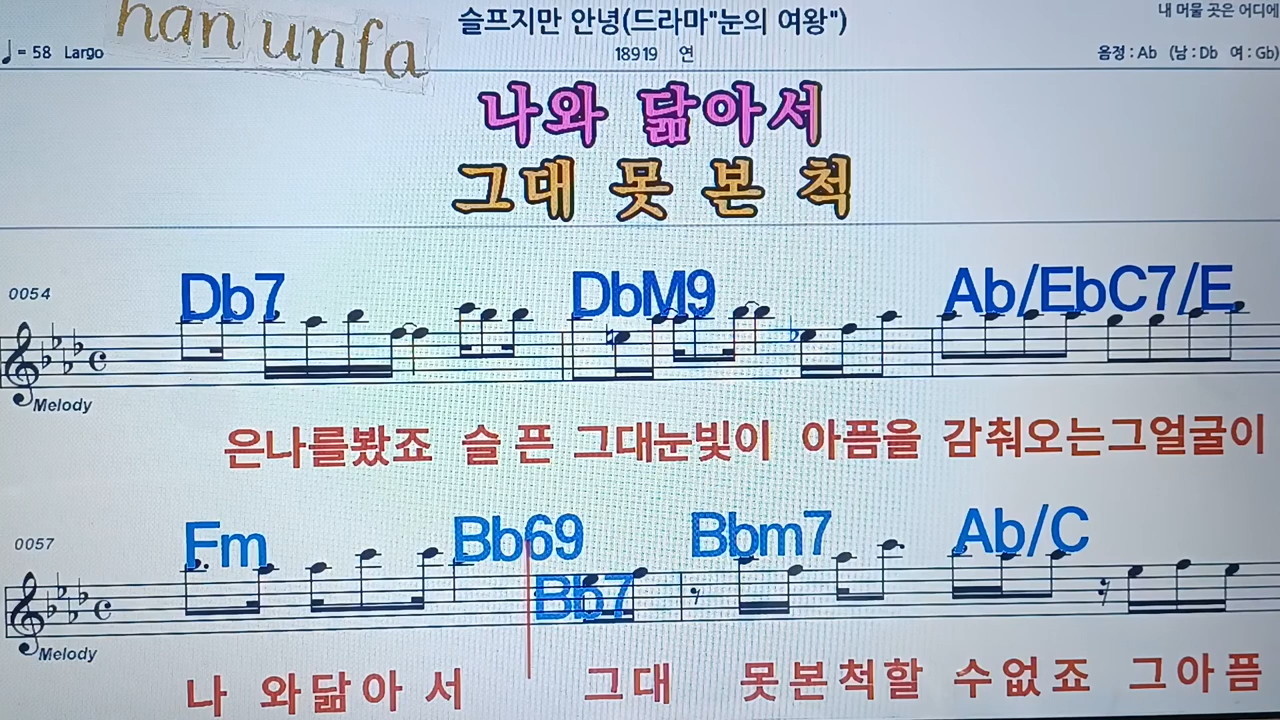 han unfa
슬프지만 안녕(드라마"눈의 여왕")
내 머물 곳은 어디에
♩= 58 Largo
18919 연
음정 : Ab (남 : Db 여 : Gb)
나와 닮아서
그대 못 본 척
0054
Db7 DbM9 Ab/Eb C7/E
Melody
은나를봤죠 슬 픈 그대눈빛이 아픔을 감춰오는그얼굴이
0057
Fm Bb69 Bbm7 Ab/C
Bb7
Melody
나 와닮아 서 그대 못본척할 수없죠 그아픔